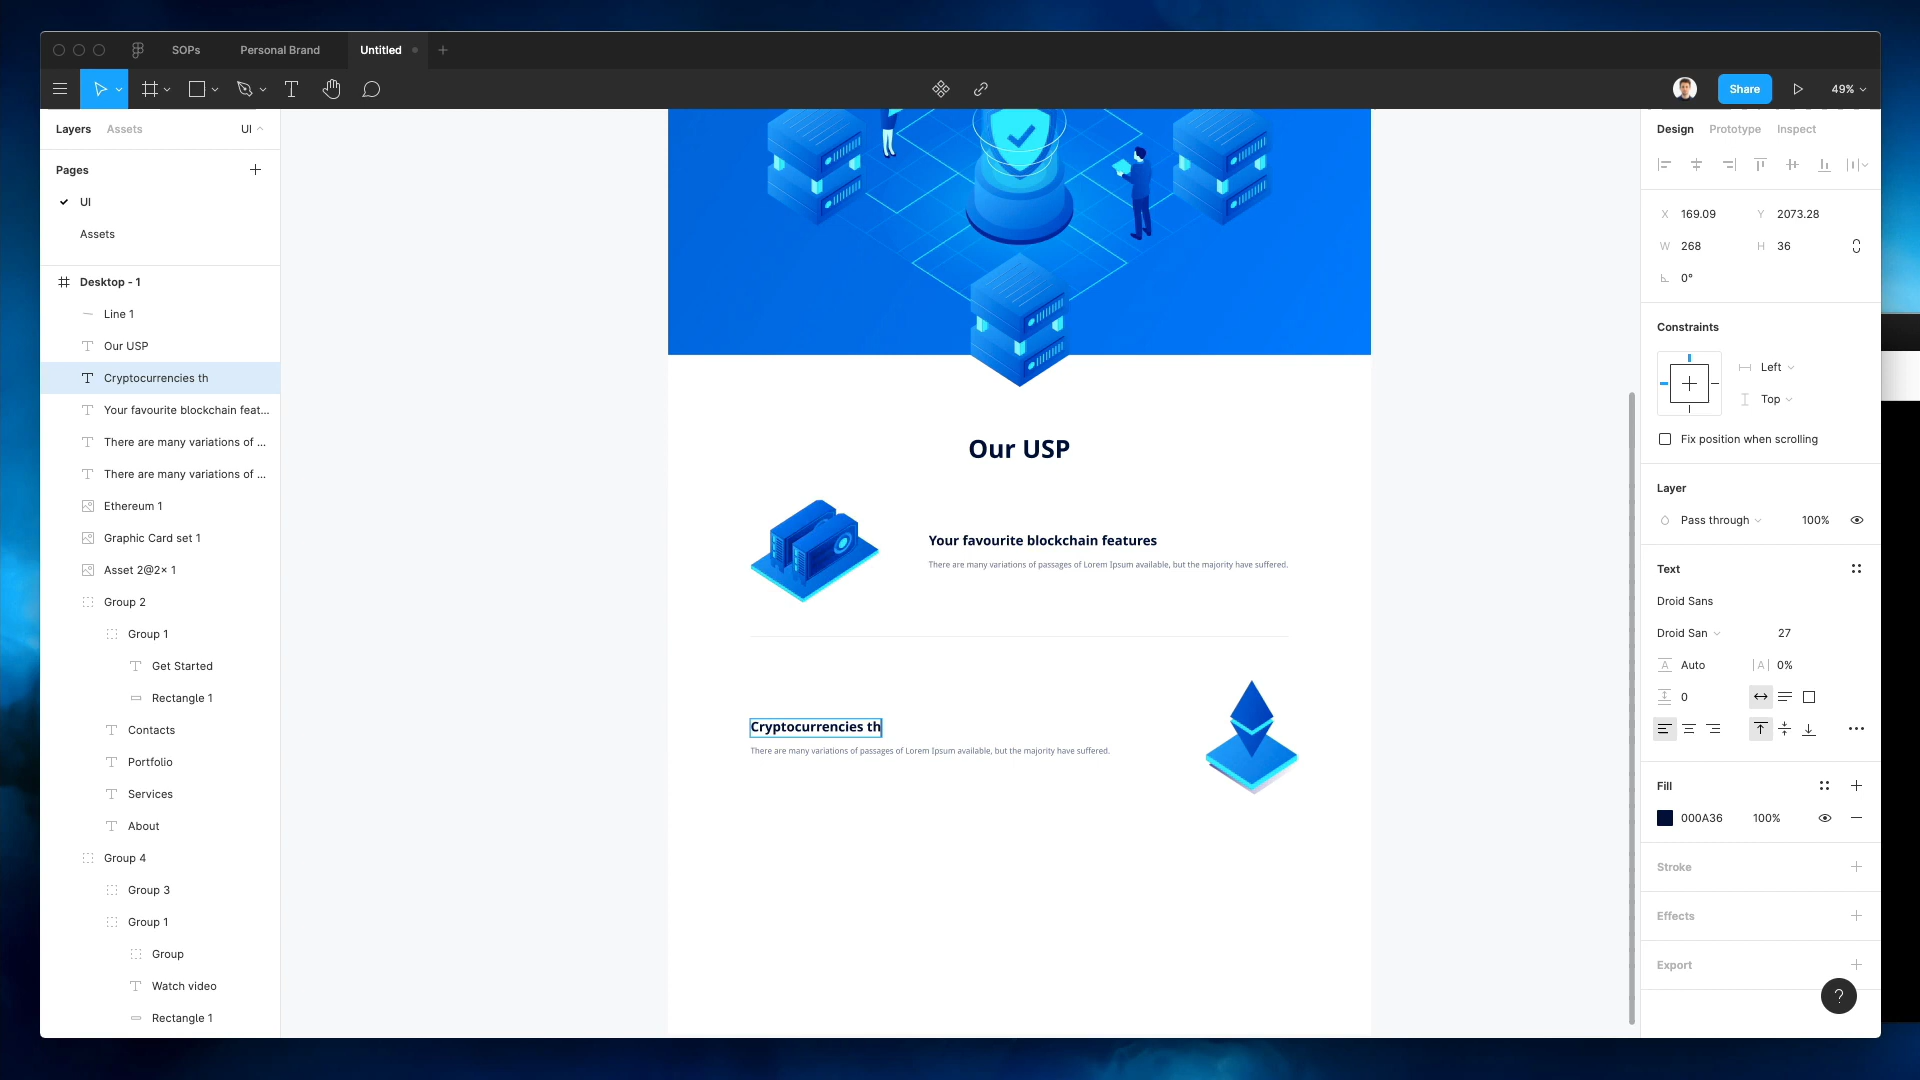 SOPs
Personal Brand
Untitled
Share
49%
Layers
Assets
UI
Pages
UI
Assets
Desktop - 1
Line 1
Our USP
Cryptocurrencies th
Your favourite blockchain feat...
There are many variations of ...
There are many variations of ...
Ethereum 1
Graphic Card set 1
Asset 2@2x 1
Group 2
Group 1
Get Started
Rectangle 1
Contacts
Portfolio
Services
About
Group 4
Group 3
Group 1
Group
Watch video
Rectangle 1
Our USP
Your favourite blockchain features
There are many variations of passages of Lorem Ipsum available, but the majority have suffered.
Cryptocurrencies th
There are many variations of passages of Lorem Ipsum available, but the majority have suffered.
Design
Prototype
Inspect
X 169.09 Y 2073.28
W 268 H 36
0°
Constraints
Left
Top
Fix position when scrolling
Layer
Pass through 100%
Text
Droid Sans
Droid San 27
A Auto |A| 0%
0
Fill
000A36 100%
Stroke
Effects
Export
?